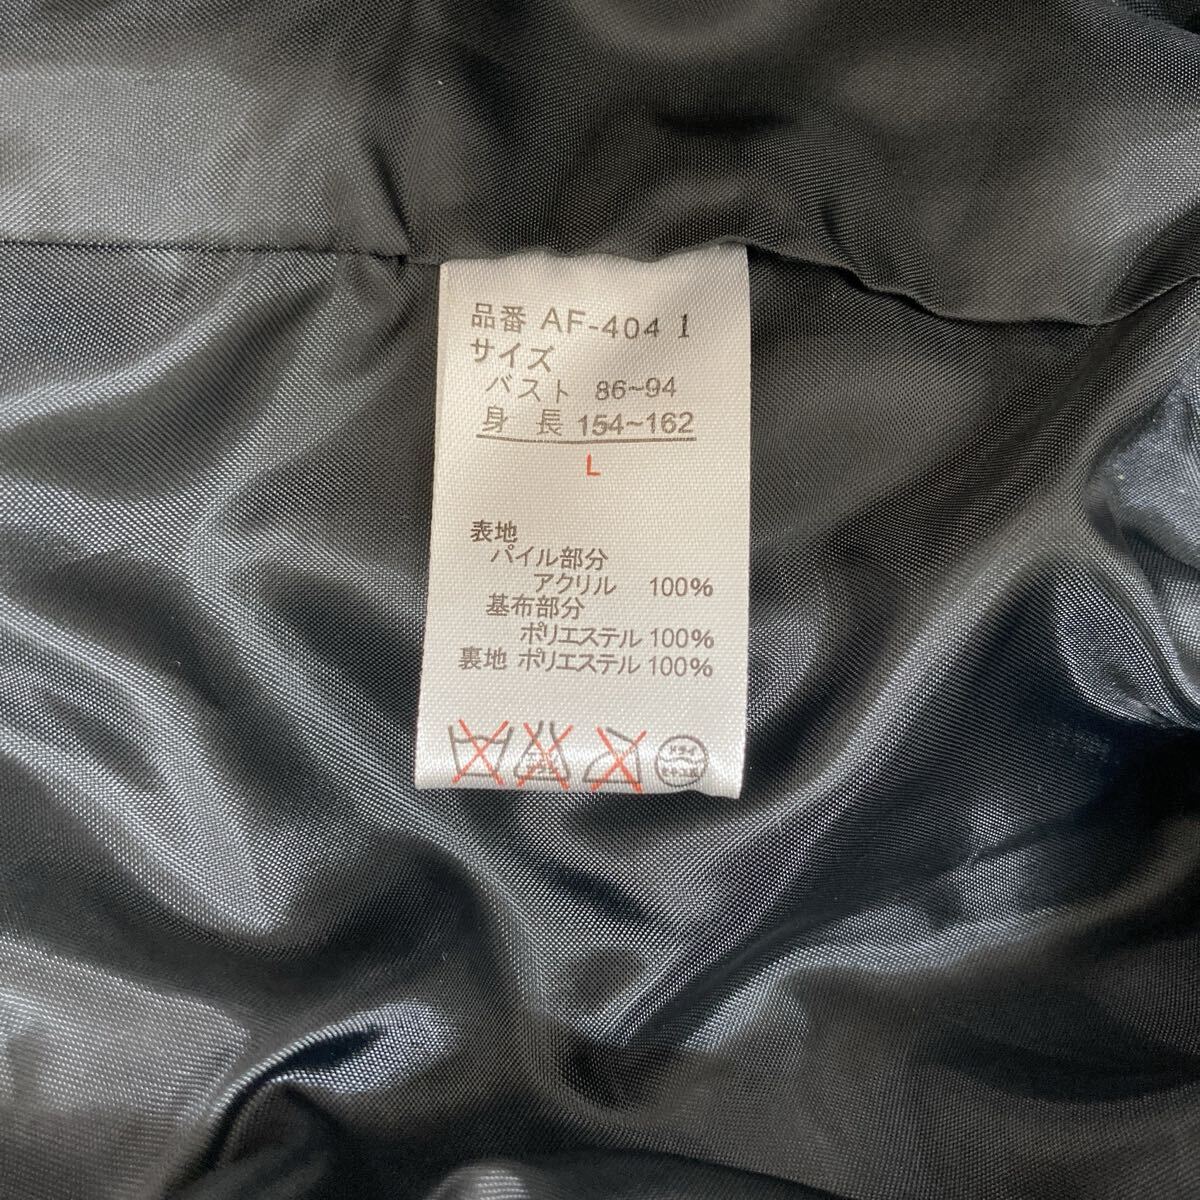 品番 AF-404 1
サイズ
バスト 86~94
身長 154~162
L
表地
パイル部分
アクリル 100%
基布部分
ポリエステル 100%
裏地 ポリエステル 100%